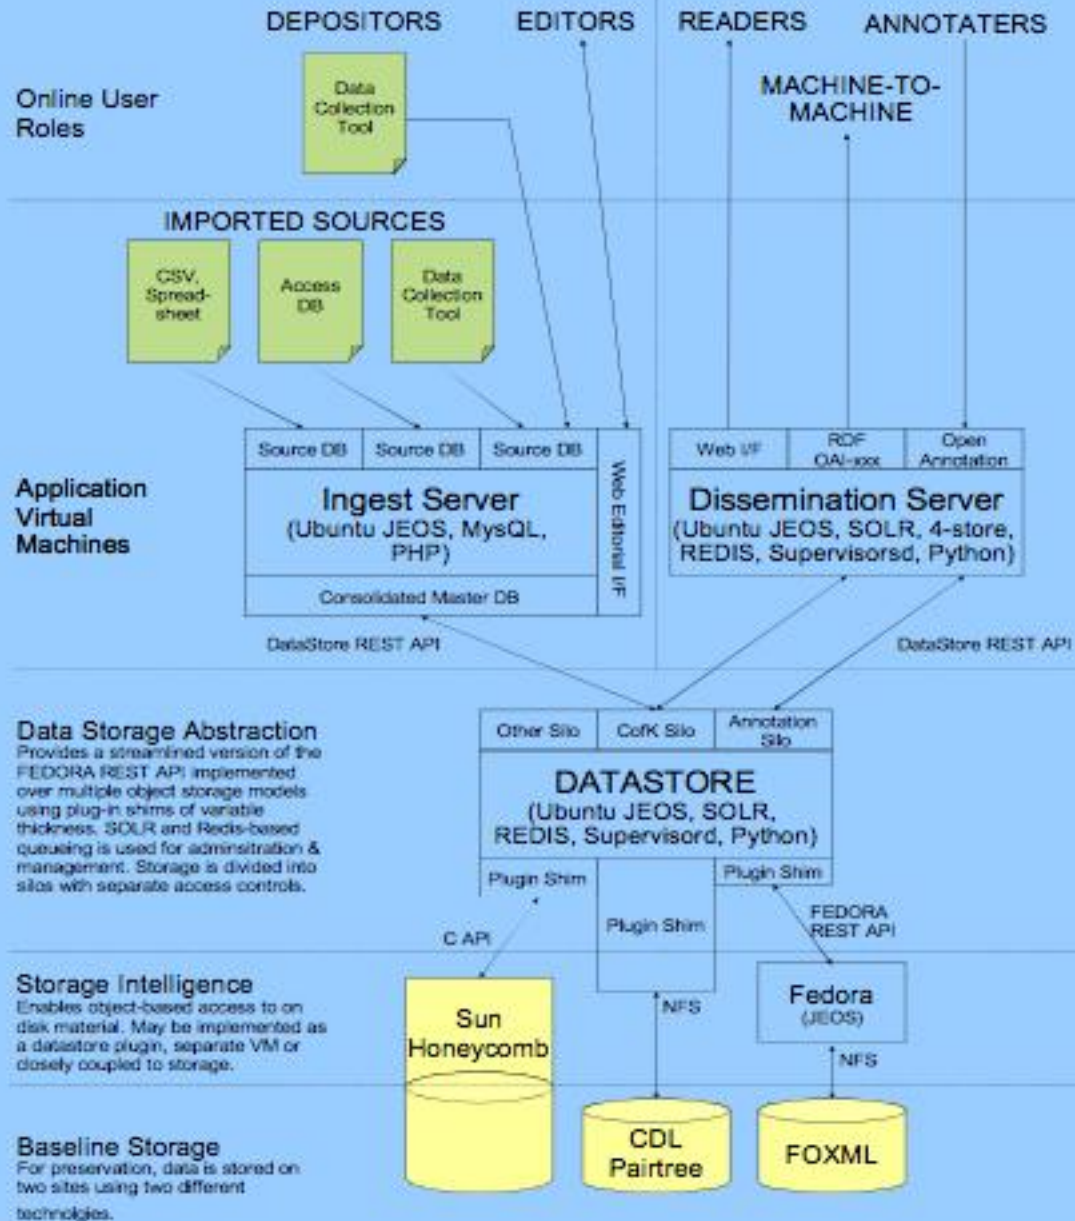 DEPOSITORS
EDITORS
READERS
ANNOTATERS
Online User
Roles
Data
Collection
Tool
MACHINE-TO-
MACHINE
IMPORTED SOURCES
CSV,
Spread-
sheet
Access
DB
Data
Collection
Tool
Application
Virtual
Machines
Source DB
Source DB
Source DB
Web Editorial I/F
Ingest Server
(Ubuntu JEOS, MysQL,
PHP)
Consolidated Master DB
Web I/F
RDF
OAI-xxx
Open
Annotation
Dissemination Server
(Ubuntu JEOS, SOLR, 4-store,
REDIS, Supervisorsd, Python)
DataStore REST API
DataStore REST API
Data Storage Abstraction
Provides a streamlined version of the
FEDORA REST API implemented
over multiple object storage models
using plug-in shims of variable
thickness. SOLR and Redis-based
queueing is used for adminsitration &
management. Storage is divided into
silos with separate access controls.
Other Silo
CofK Silo
Annotation
Silo
DATASTORE
(Ubuntu JEOS, SOLR,
REDIS, Supervisord, Python)
Plugin Shim
Plugin Shim
Plugin Shim
C API
FEDORA
REST API
Storage Intelligence
Enables object-based access to on
disk material. May be implemented as
a datastore plugin, separate VM or
closely coupled to storage.
Sun
Honeycomb
NFS
Fedora
(JEOS)
NFS
Baseline Storage
For preservation, data is stored on
two sites using two different
technolgies.
CDL
Pairtree
FOXML